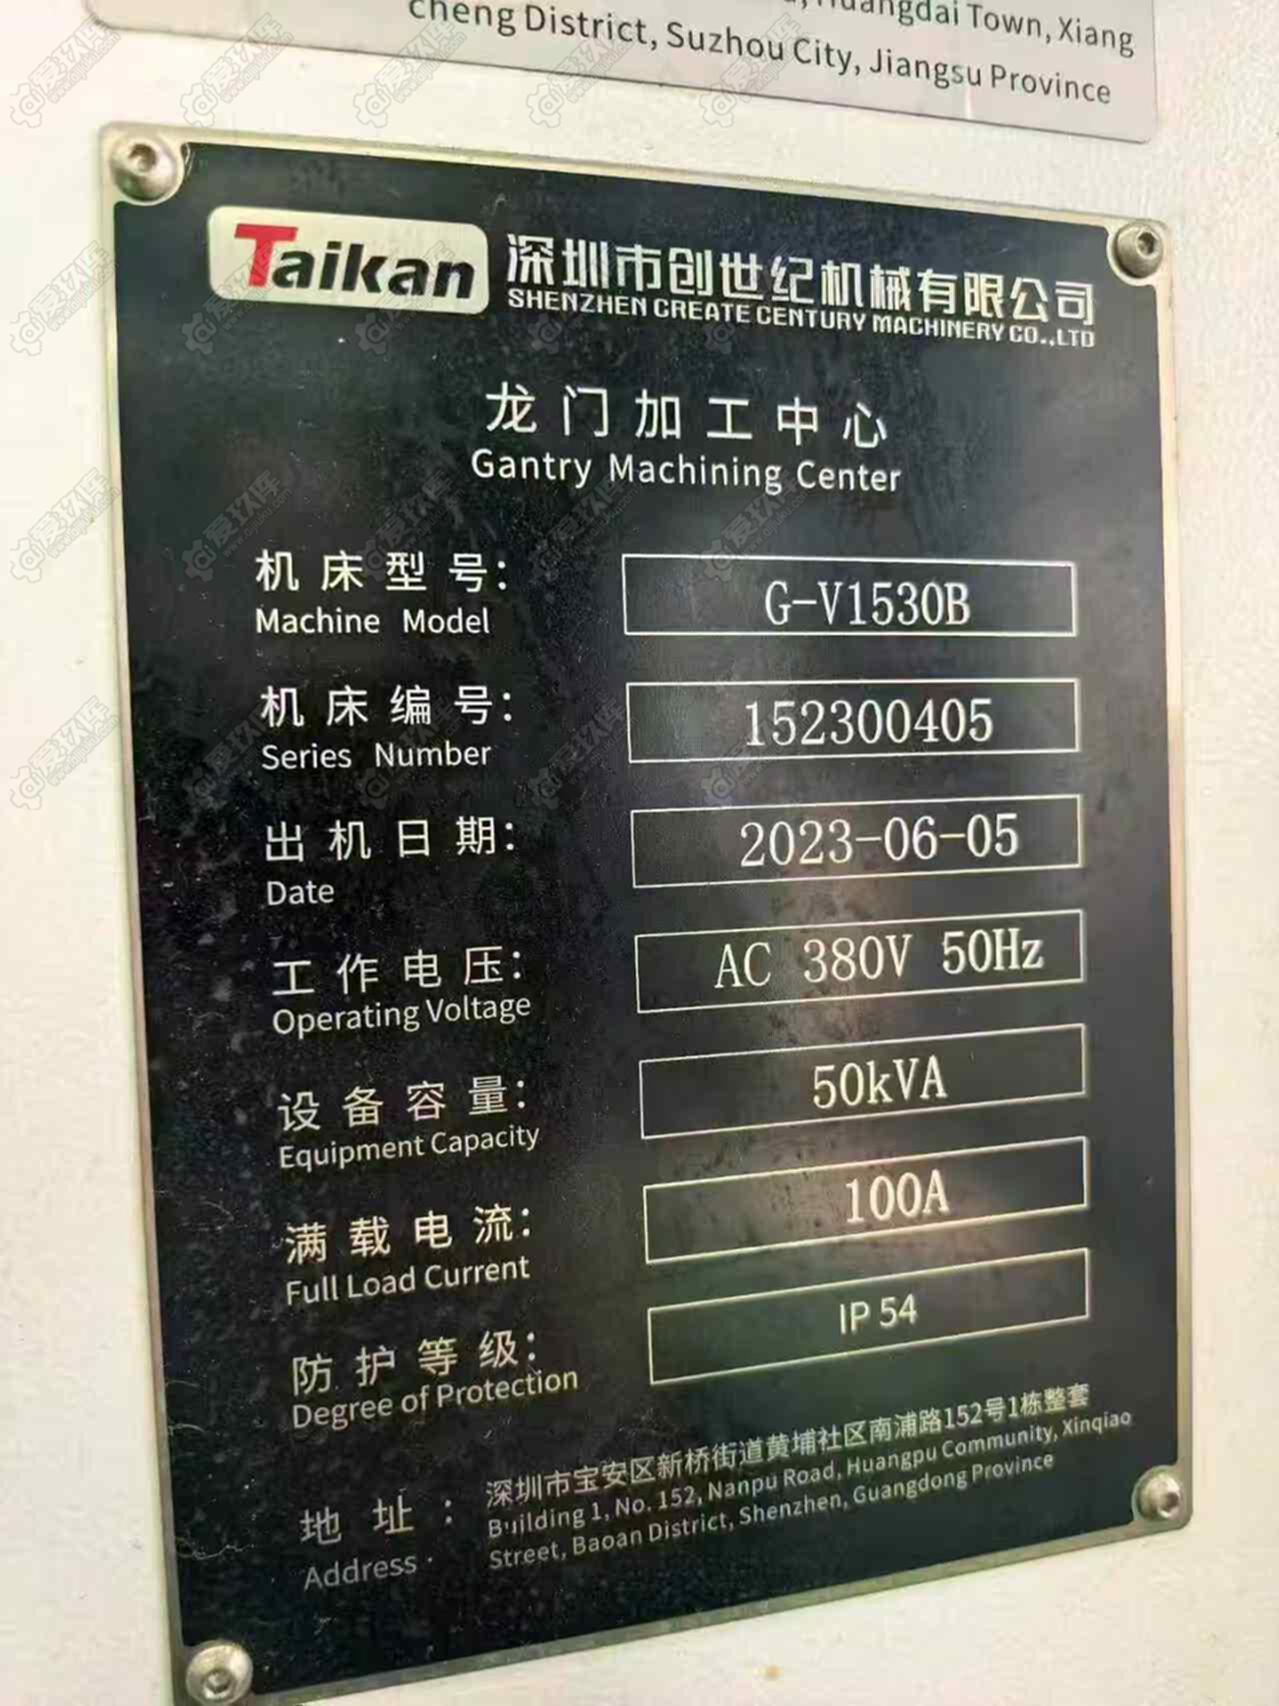 Huangdai Town, Xiang
cheng District, Suzhou City, Jiangsu Province
Taikan
深圳市创世纪机械有限公司
SHENZHEN CREATE CENTURY MACHINERY CO.,LTD
龙门加工中心
Gantry Machining Center
机床型号: G-V1530B
Machine Model
机床编号: 152300405
Series Number
出机日期: 2023-06-05
Date
工作电压: AC 380V 50Hz
Operating Voltage
设备容量: 50kVA
Equipment Capacity
满载电流: 100A
Full Load Current
防护等级: IP 54
Degree of Protection
地址: 深圳市宝安区新桥街道黄埔社区南浦路152号1栋整套
Address: Building 1, No. 152, Nanpu Road, Huangpu Community, Xinqiao
Street, Baoan District, Shenzhen, Guangdong Province